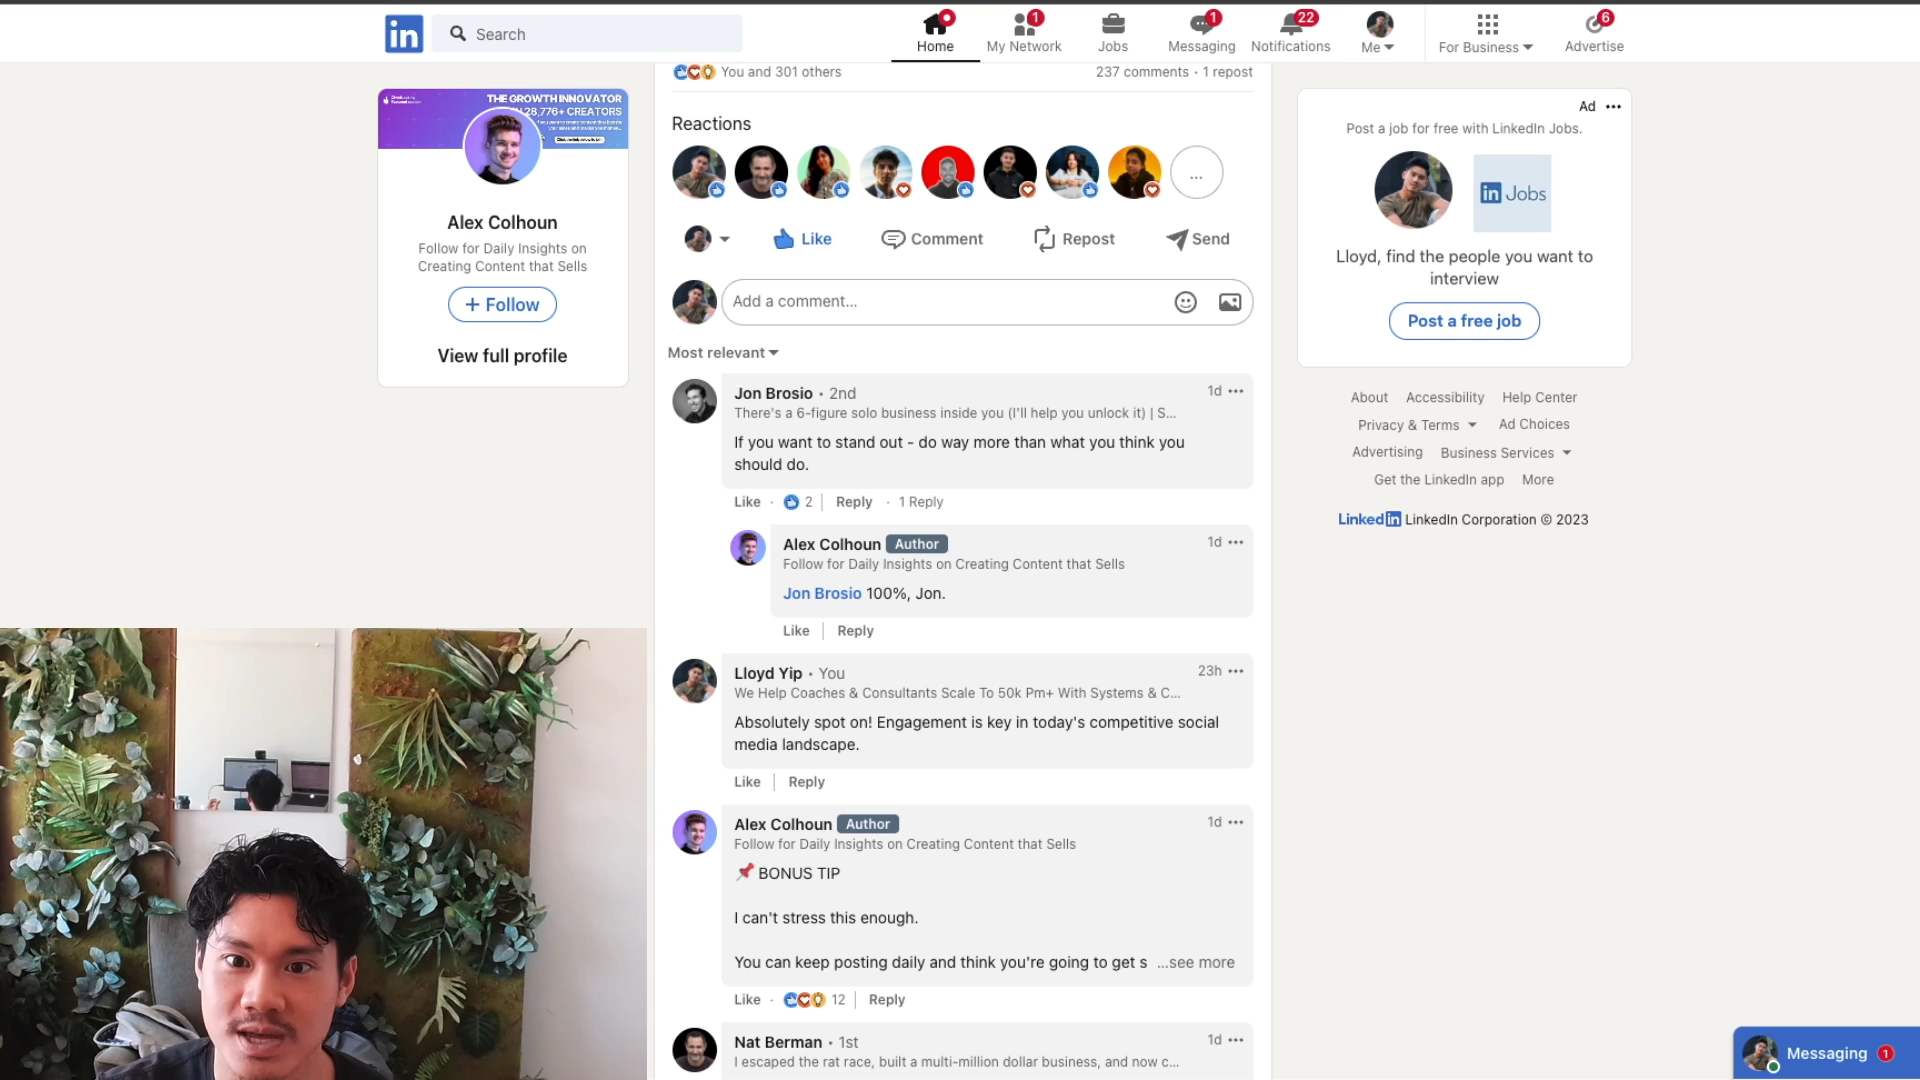 in
Search
Home
1
My Network
Jobs
1
Messaging
22
Notifications
Me
For Business
6
Advertise
You and 301 others
237 comments • 1 repost
THE GROWTH INNOVATOR
28,776+ CREATORS
Alex Colhoun
Follow for Daily Insights on
Creating Content that Sells
+ Follow
View full profile
Reactions
...
Like
Comment
Repost
Send
Add a comment...
Most relevant
Jon Brosio • 2nd
1d •••
There's a 6-figure solo business inside you (I'll help you unlock it) | S...
If you want to stand out - do way more than what you think you
should do.
Like · 2 | Reply · 1 Reply
Alex Colhoun Author
1d •••
Follow for Daily Insights on Creating Content that Sells
Jon Brosio 100%, Jon.
Like | Reply
Lloyd Yip • You
23h •••
We Help Coaches & Consultants Scale To 50k Pm+ With Systems & C...
Absolutely spot on! Engagement is key in today's competitive social
media landscape.
Like | Reply
Alex Colhoun Author
1d •••
Follow for Daily Insights on Creating Content that Sells
📌 BONUS TIP
I can't stress this enough.
You can keep posting daily and think you're going to get s ...see more
Like · 12 | Reply
Nat Berman • 1st
1d •••
I escaped the rat race, built a multi-million dollar business, and now c...
Ad •••
Post a job for free with LinkedIn Jobs.
in Jobs
Lloyd, find the people you want to
interview
Post a free job
About Accessibility Help Center
Privacy & Terms Ad Choices
Advertising Business Services
Get the LinkedIn app More
Linked in LinkedIn Corporation © 2023
Messaging 1